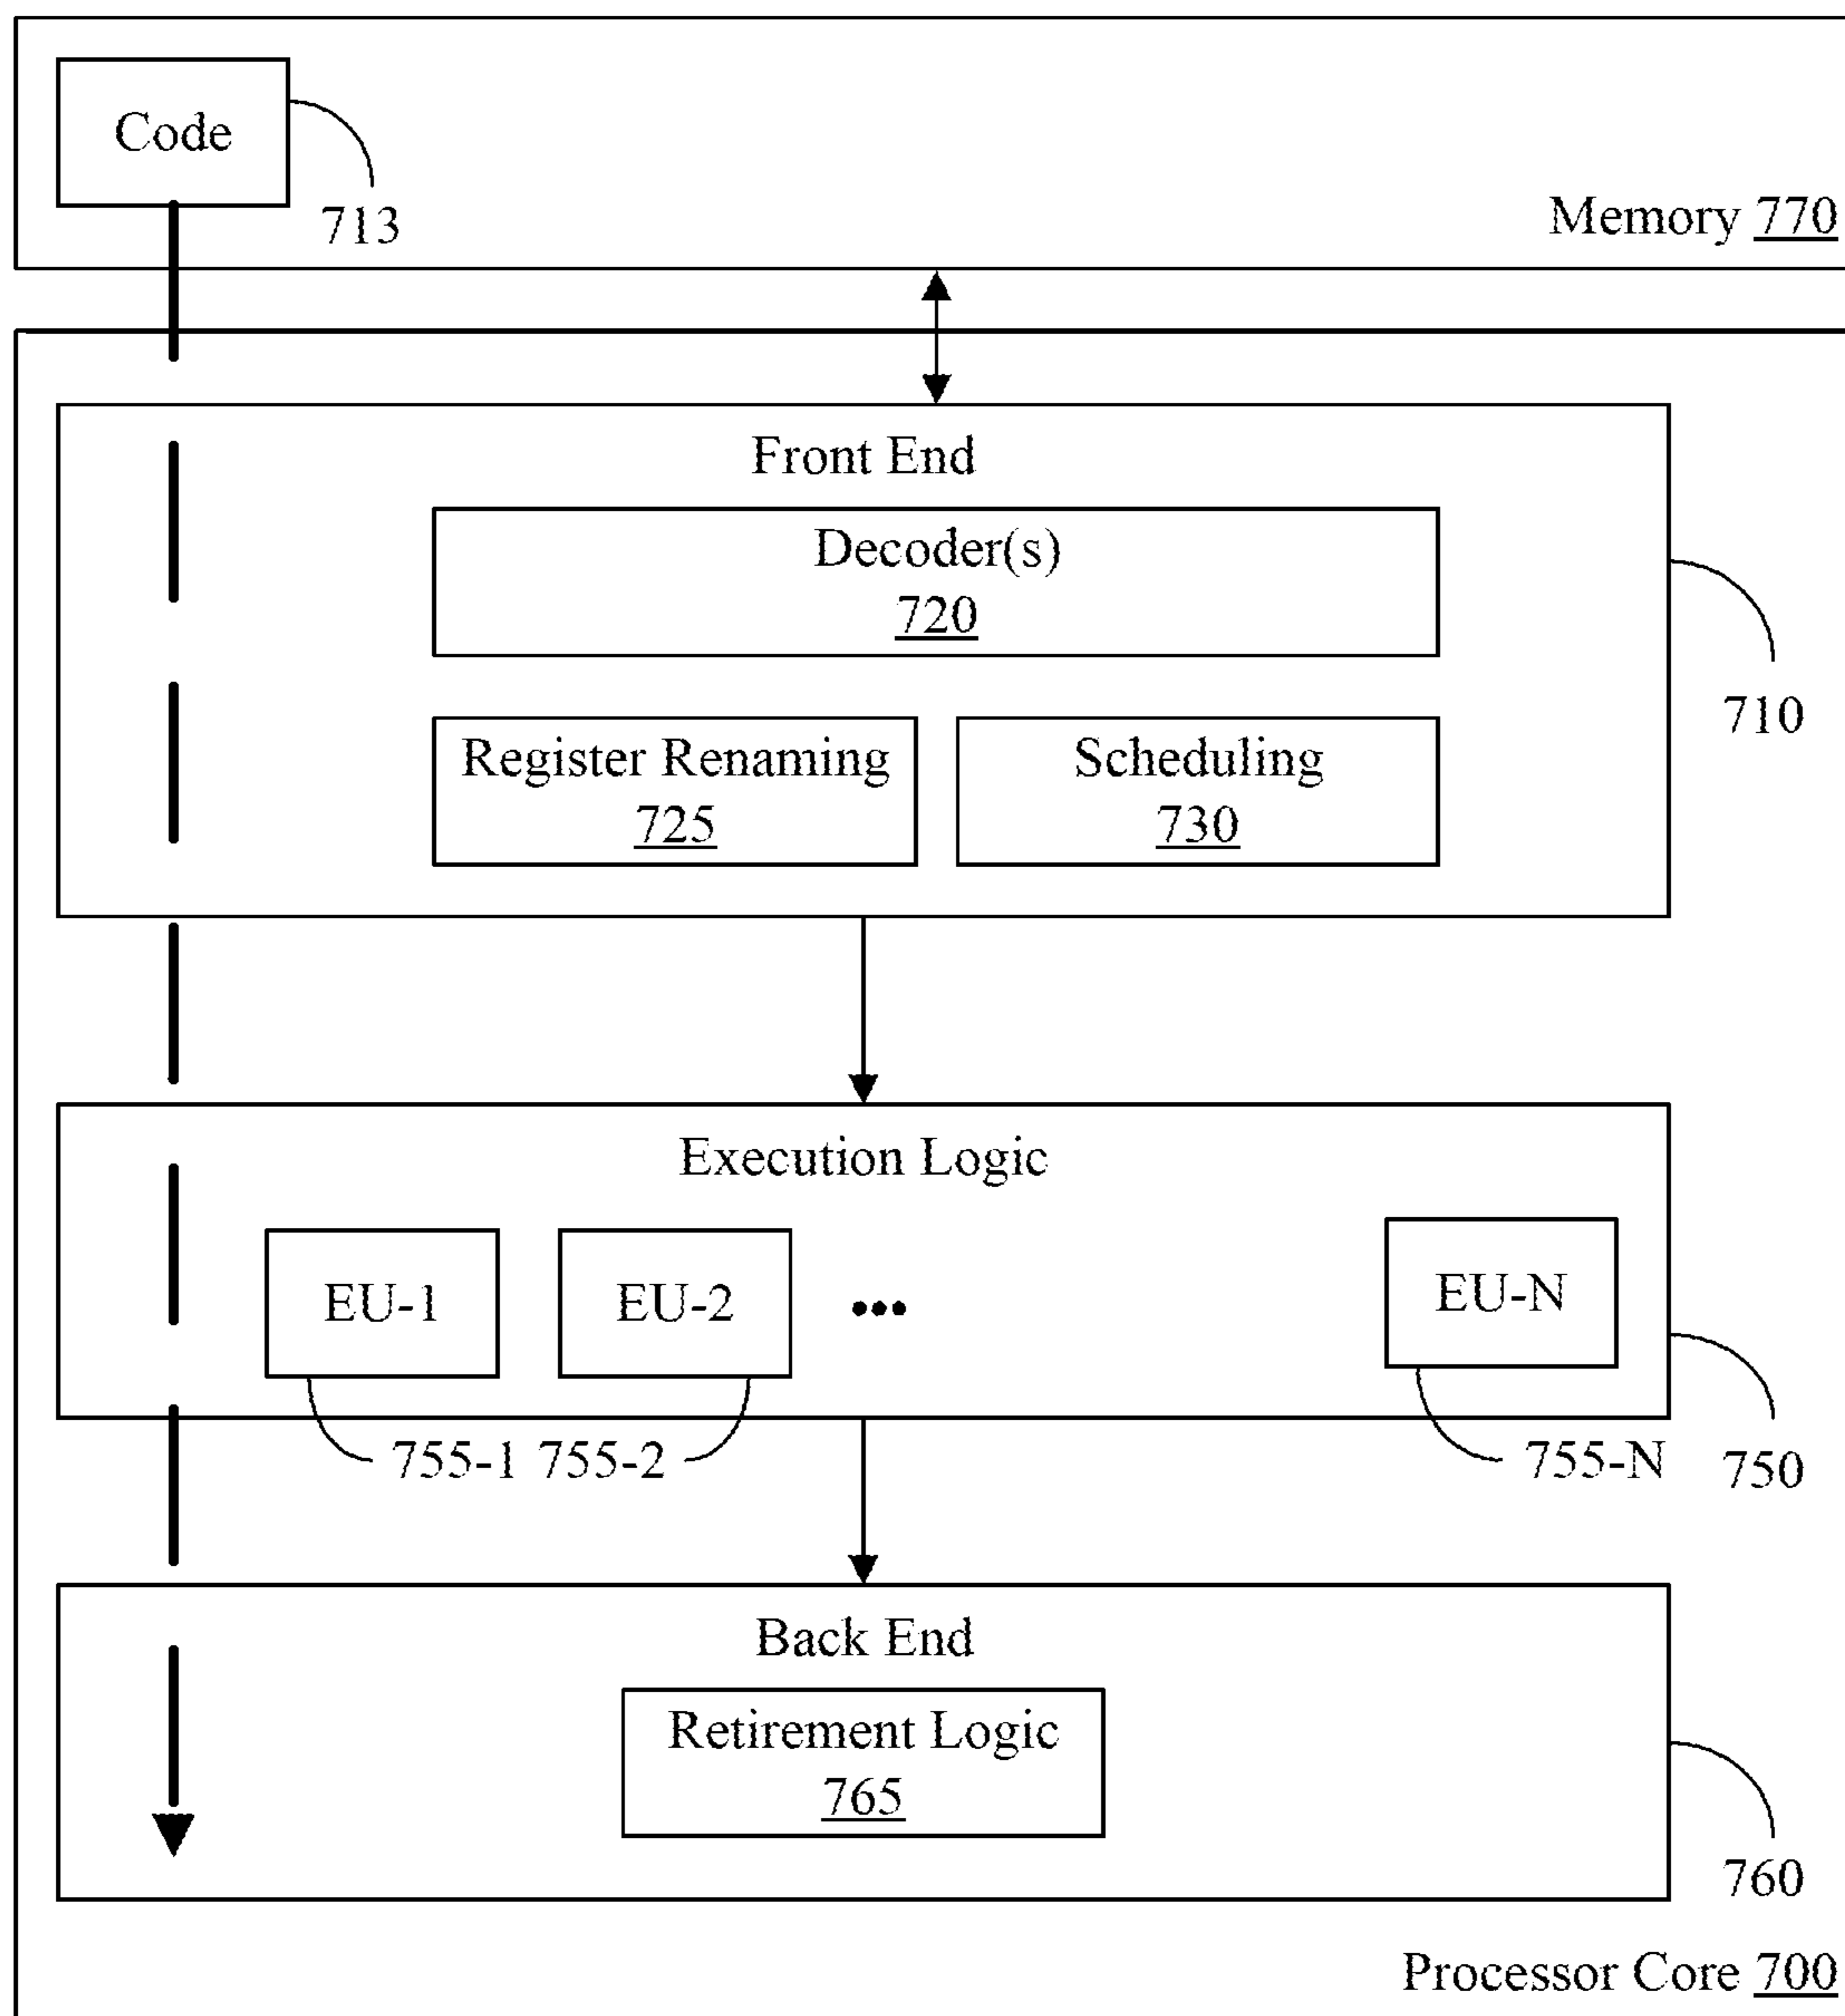 Code
713
Memory 770
Front End
Decoder(s)
720
710
Register Renaming
725
Scheduling
730
Execution Logic
EU-1
EU-2
•••
EU-N
755-1
755-2
755-N
750
Back End
Retirement Logic
765
760
Processor Core 700